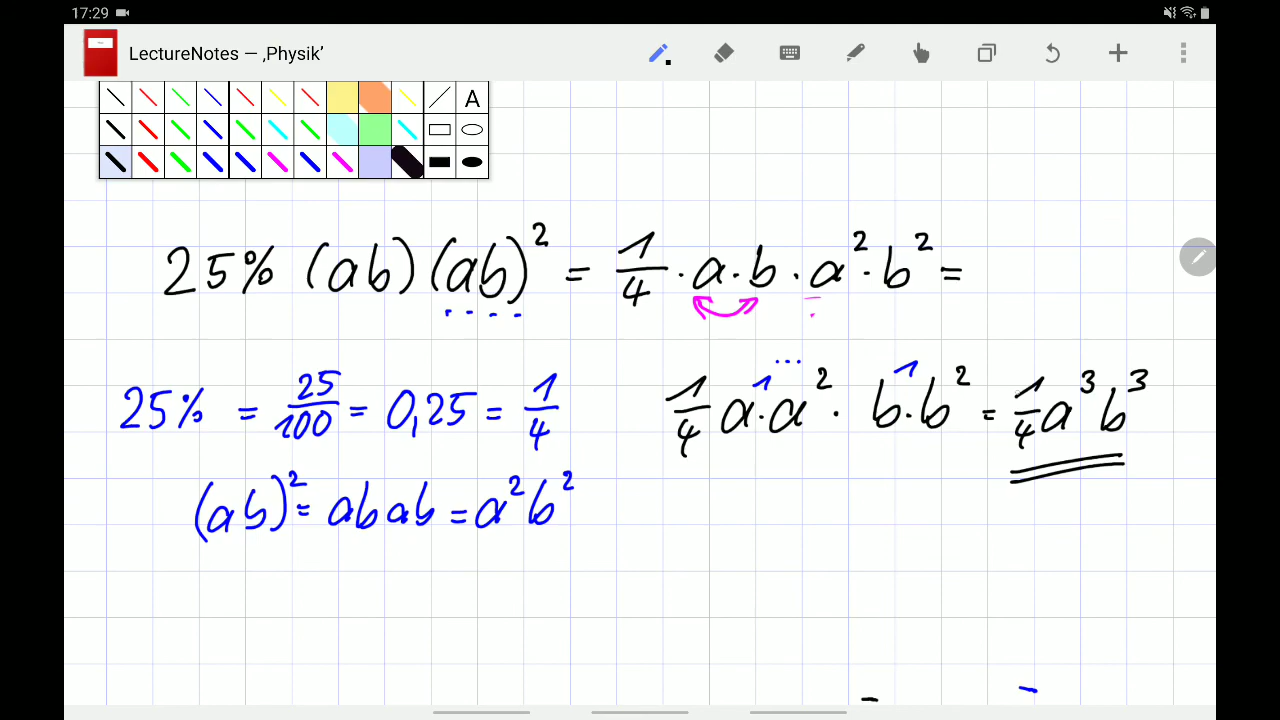 17:29
LectureNotes — ‚Physik‘
A
25% (ab)(ab)² = 1/4 · a · b · a² · b² =
25% = 25/100 = 0,25 = 1/4
1/4 a¹ · a² · b¹ · b² = 1/4 a³ b³
(ab)² = abab = a² b²